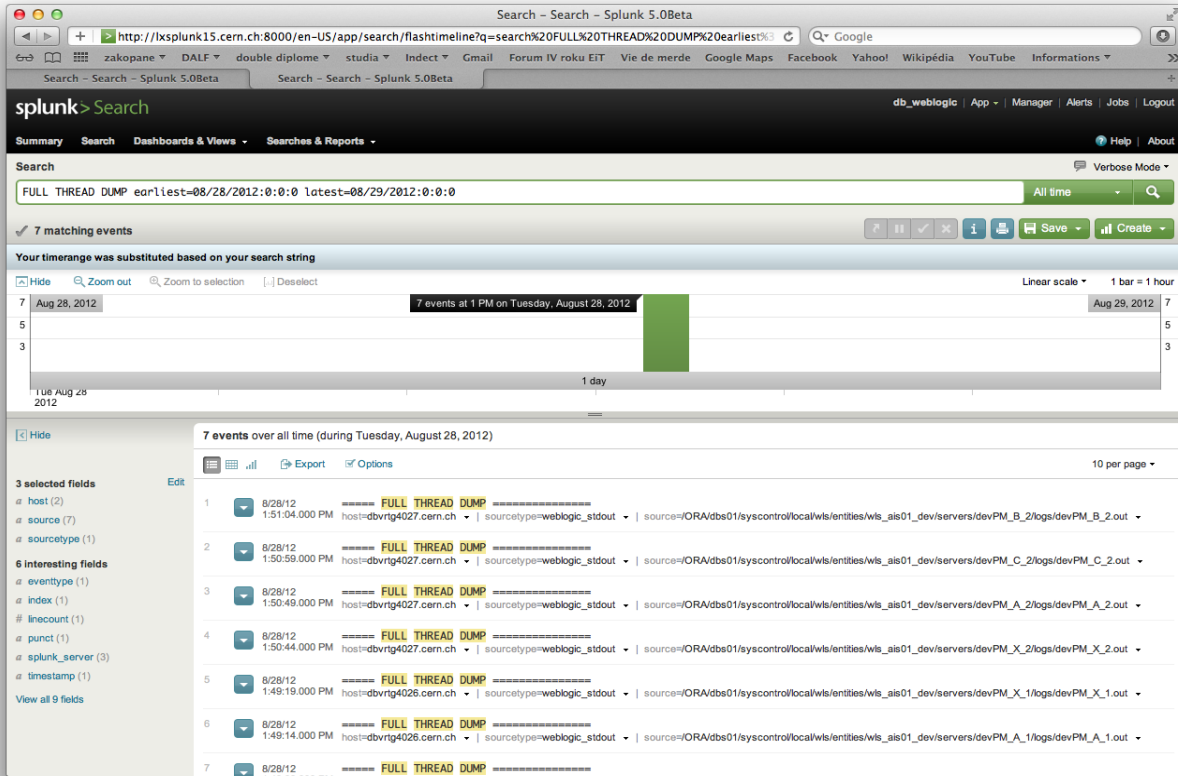 Search – Search – Splunk 5.0Beta
http://lxsplunk15.cern.ch:8000/en-US/app/search/flashtimeline?q=search%20FULL%20THREAD%20DUMP%20earliest%3
Google
zakopane DALF double diplome studia Indect Gmail Forum IV roku EiT Vie de merde Google Maps Facebook Yahoo! Wikipédia YouTube Informations
Search – Search – Splunk 5.0Beta Search – Search – Splunk 5.0Beta
splunk> Search
db_weblogic | App | Manager | Alerts | Jobs | Logout
Summary Search Dashboards & Views Searches & Reports
Help | About
Search
Verbose Mode
FULL THREAD DUMP earliest=08/28/2012:0:0:0 latest=08/29/2012:0:0:0
All time
7 matching events
Save Create
Your timerange was substituted based on your search string
Hide Zoom out Zoom to selection [...] Deselect
Linear scale 1 bar = 1 hour
7 Aug 28, 2012 7 events at 1 PM on Tuesday, August 28, 2012 Aug 29, 2012 7
5 5
3 3
1 day
Tue Aug 28
2012
Hide
7 events over all time (during Tuesday, August 28, 2012)
Export Options
10 per page
3 selected fields Edit
a host (2)
a source (7)
a sourcetype (1)
6 interesting fields
a eventtype (1)
a index (1)
# linecount (1)
a punct (1)
a splunk_server (3)
a timestamp (1)
View all 9 fields
1 8/28/12 ===== FULL THREAD DUMP ===============
1:51:04.000 PM host=dbvrtg4027.cern.ch | sourcetype=weblogic_stdout | source=/ORA/dbs01/syscontrol/local/wls/entities/wls_ais01_dev/servers/devPM_B_2/logs/devPM_B_2.out
2 8/28/12 ===== FULL THREAD DUMP ===============
1:50:59.000 PM host=dbvrtg4027.cern.ch | sourcetype=weblogic_stdout | source=/ORA/dbs01/syscontrol/local/wls/entities/wls_ais01_dev/servers/devPM_C_2/logs/devPM_C_2.out
3 8/28/12 ===== FULL THREAD DUMP ===============
1:50:49.000 PM host=dbvrtg4027.cern.ch | sourcetype=weblogic_stdout | source=/ORA/dbs01/syscontrol/local/wls/entities/wls_ais01_dev/servers/devPM_A_2/logs/devPM_A_2.out
4 8/28/12 ===== FULL THREAD DUMP ===============
1:50:44.000 PM host=dbvrtg4027.cern.ch | sourcetype=weblogic_stdout | source=/ORA/dbs01/syscontrol/local/wls/entities/wls_ais01_dev/servers/devPM_X_2/logs/devPM_X_2.out
5 8/28/12 ===== FULL THREAD DUMP ===============
1:49:19.000 PM host=dbvrtg4026.cern.ch | sourcetype=weblogic_stdout | source=/ORA/dbs01/syscontrol/local/wls/entities/wls_ais01_dev/servers/devPM_X_1/logs/devPM_X_1.out
6 8/28/12 ===== FULL THREAD DUMP ===============
1:49:14.000 PM host=dbvrtg4026.cern.ch | sourcetype=weblogic_stdout | source=/ORA/dbs01/syscontrol/local/wls/entities/wls_ais01_dev/servers/devPM_A_1/logs/devPM_A_1.out
7 8/28/12 ===== FULL THREAD DUMP ===============